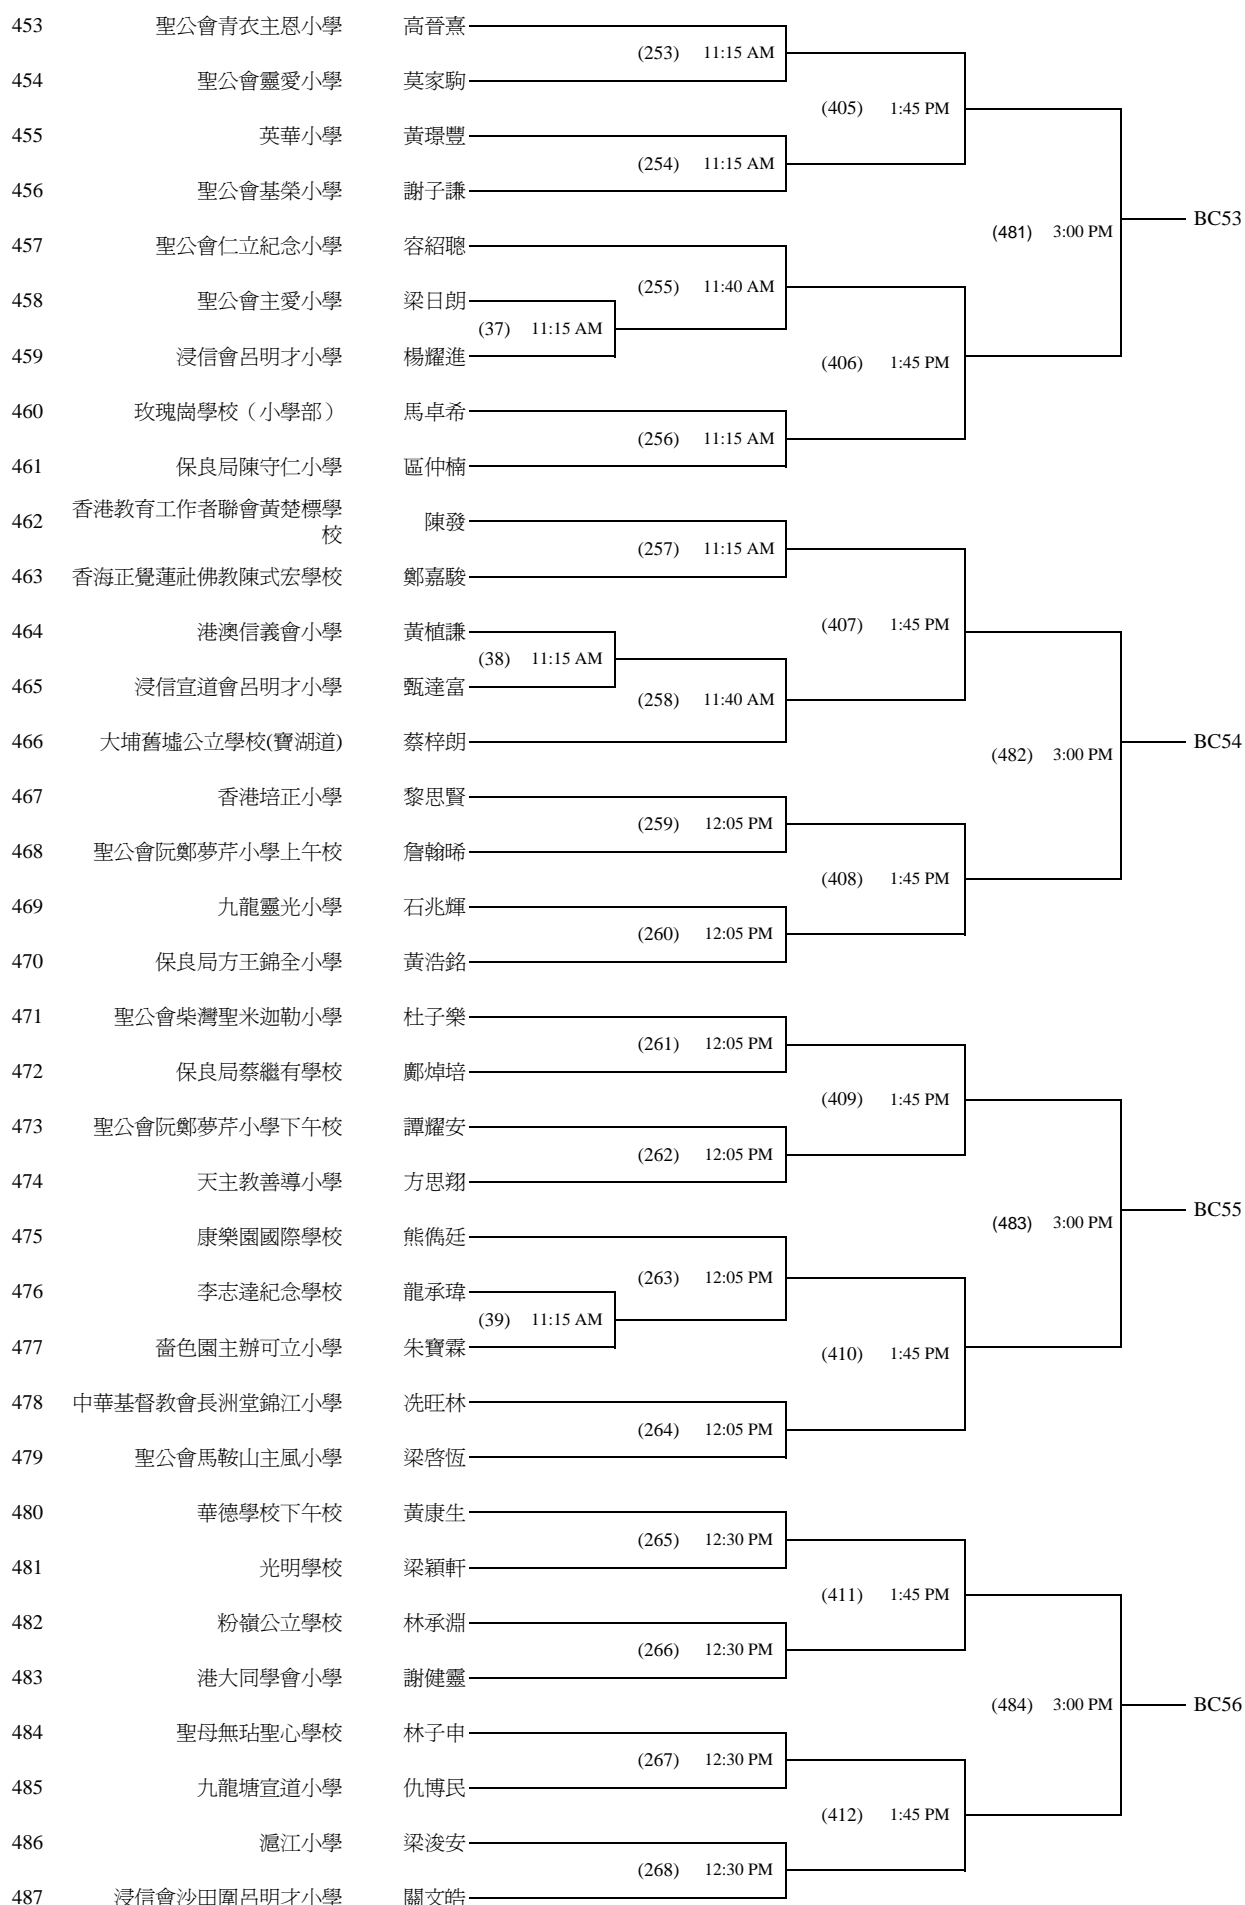 453 聖公會青衣主恩小學 高晉熹
(253) 11:15 AM
454 聖公會靈愛小學 莫家駒
(405) 1:45 PM
455 英華小學 黃璟豐
(254) 11:15 AM
456 聖公會基榮小學 謝子謙
(481) 3:00 PM BC53
457 聖公會仁立紀念小學 容紹聰
(255) 11:40 AM
458 聖公會主愛小學 梁日朗
(37) 11:15 AM
459 浸信會呂明才小學 楊耀進
(406) 1:45 PM
460 玫瑰崗學校（小學部） 馬卓希
(256) 11:15 AM
461 保良局陳守仁小學 區仲楠
462 香港教育工作者聯會黃楚標學
校 陳發
(257) 11:15 AM
463 香海正覺蓮社佛教陳式宏學校 鄭嘉駿
464 港澳信義會小學 黃植謙
(407) 1:45 PM
(38) 11:15 AM
465 浸信宣道會呂明才小學 甄達富
(258) 11:40 AM
466 大埔舊墟公立學校(寶湖道) 蔡梓朗
(482) 3:00 PM BC54
467 香港培正小學 黎思賢
(259) 12:05 PM
468 聖公會阮鄭夢芹小學上午校 詹翰晞
(408) 1:45 PM
469 九龍靈光小學 石兆輝
(260) 12:05 PM
470 保良局方王錦全小學 黃浩銘
471 聖公會柴灣聖米迦勒小學 杜子樂
(261) 12:05 PM
472 保良局蔡繼有學校 鄺焯培
(409) 1:45 PM
473 聖公會阮鄭夢芹小學下午校 譚耀安
(262) 12:05 PM
474 天主教善導小學 方思翔
(483) 3:00 PM BC55
475 康樂園國際學校 熊儁廷
(263) 12:05 PM
476 李志達紀念學校 龍承瑋
(39) 11:15 AM
477 嗇色園主辦可立小學 朱寶霖
(410) 1:45 PM
478 中華基督教會長洲堂錦江小學 冼旺林
(264) 12:05 PM
479 聖公會馬鞍山主風小學 梁啓恆
480 華德學校下午校 黃康生
(265) 12:30 PM
481 光明學校 梁穎軒
(411) 1:45 PM
482 粉嶺公立學校 林承淵
(266) 12:30 PM
483 港大同學會小學 謝健靈
(484) 3:00 PM BC56
484 聖母無玷聖心學校 林子申
(267) 12:30 PM
485 九龍塘宣道小學 仇博民
(412) 1:45 PM
486 滬江小學 梁浚安
(268) 12:30 PM
487 浸信會沙田圍呂明才小學 關文皓